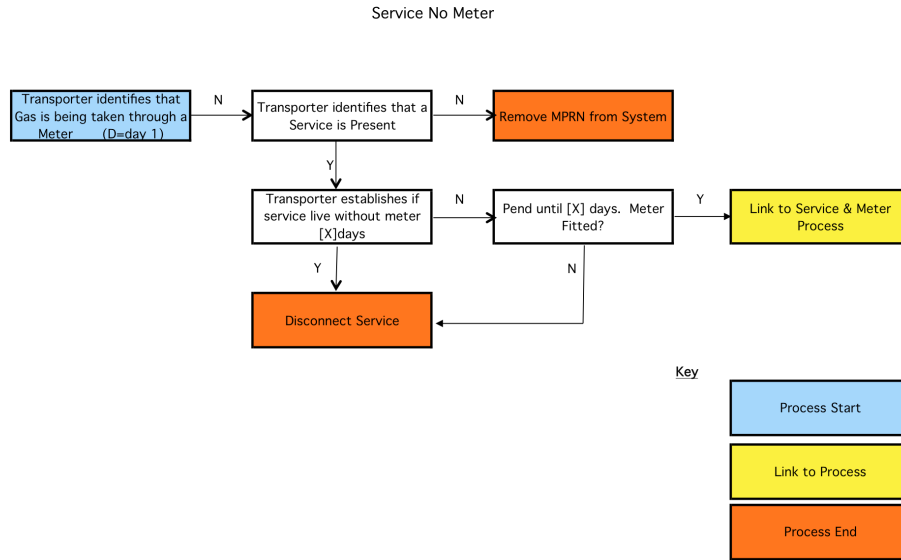 Service No Meter
Transporter identifies that
Gas is being taken through a
Meter (D=day 1)
N
Transporter identifies that a
Service is Present
N
Remove MPRN from System
Y
Transporter establishes if
service live without meter
[X]days
N
Pend until [X] days. Meter
Fitted?
Y
Link to Service & Meter
Process
Y
N
Disconnect Service
Key
Process Start
Link to Process
Process End